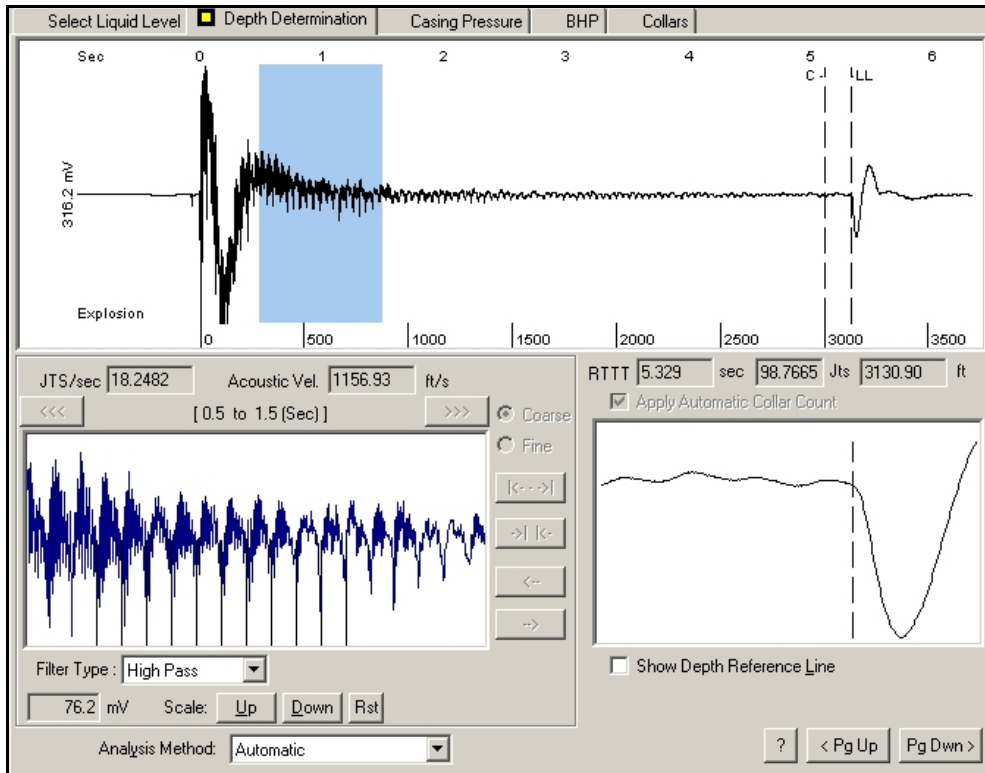 Select Liquid Level Depth Determination Casing Pressure BHP Collars
Sec 0 1 2 3 4 5 6
C LL
316.2 mV
Explosion
0 500 1000 1500 2000 2500 3000 3500
JTS/sec 18.2482 Acoustic Vel. 1156.93 ft/s
<<< [ 0.5 to 1.5 (Sec) ] >>>
Coarse
Fine
|<--->|
->| |<-
<--
-->
Filter Type : High Pass
76.2 mV Scale: Up Down Rst
Analysis Method: Automatic
RTTT 5.329 sec 98.7665 Jts 3130.90 ft
Apply Automatic Collar Count
Show Depth Reference Line
? < Pg Up Pg Dwn >